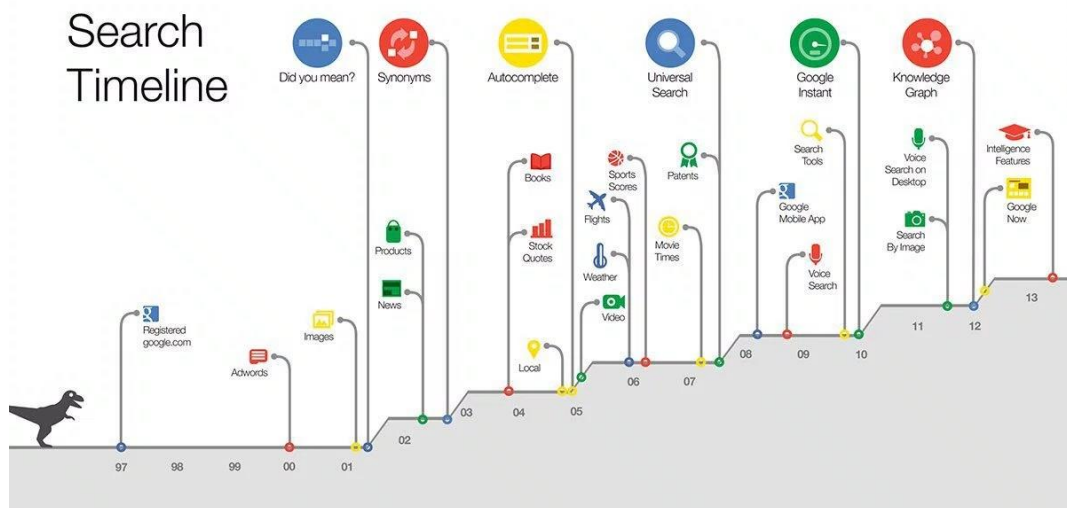 Search
Timeline
Did you mean?
Synonyms
Autocomplete
Universal
Search
Google
Instant
Knowledge
Graph
Registered
google.com
Adwords
Images
Products
News
Books
Stock
Quotes
Local
Sports
Scores
Flights
Weather
Video
Patents
Movie
Times
Search
Tools
Google
Mobile App
Voice
Search
Voice
Search on
Desktop
Search
By Image
Intelligence
Features
Google
Now
97
98
99
00
01
02
03
04
05
06
07
08
09
10
11
12
13